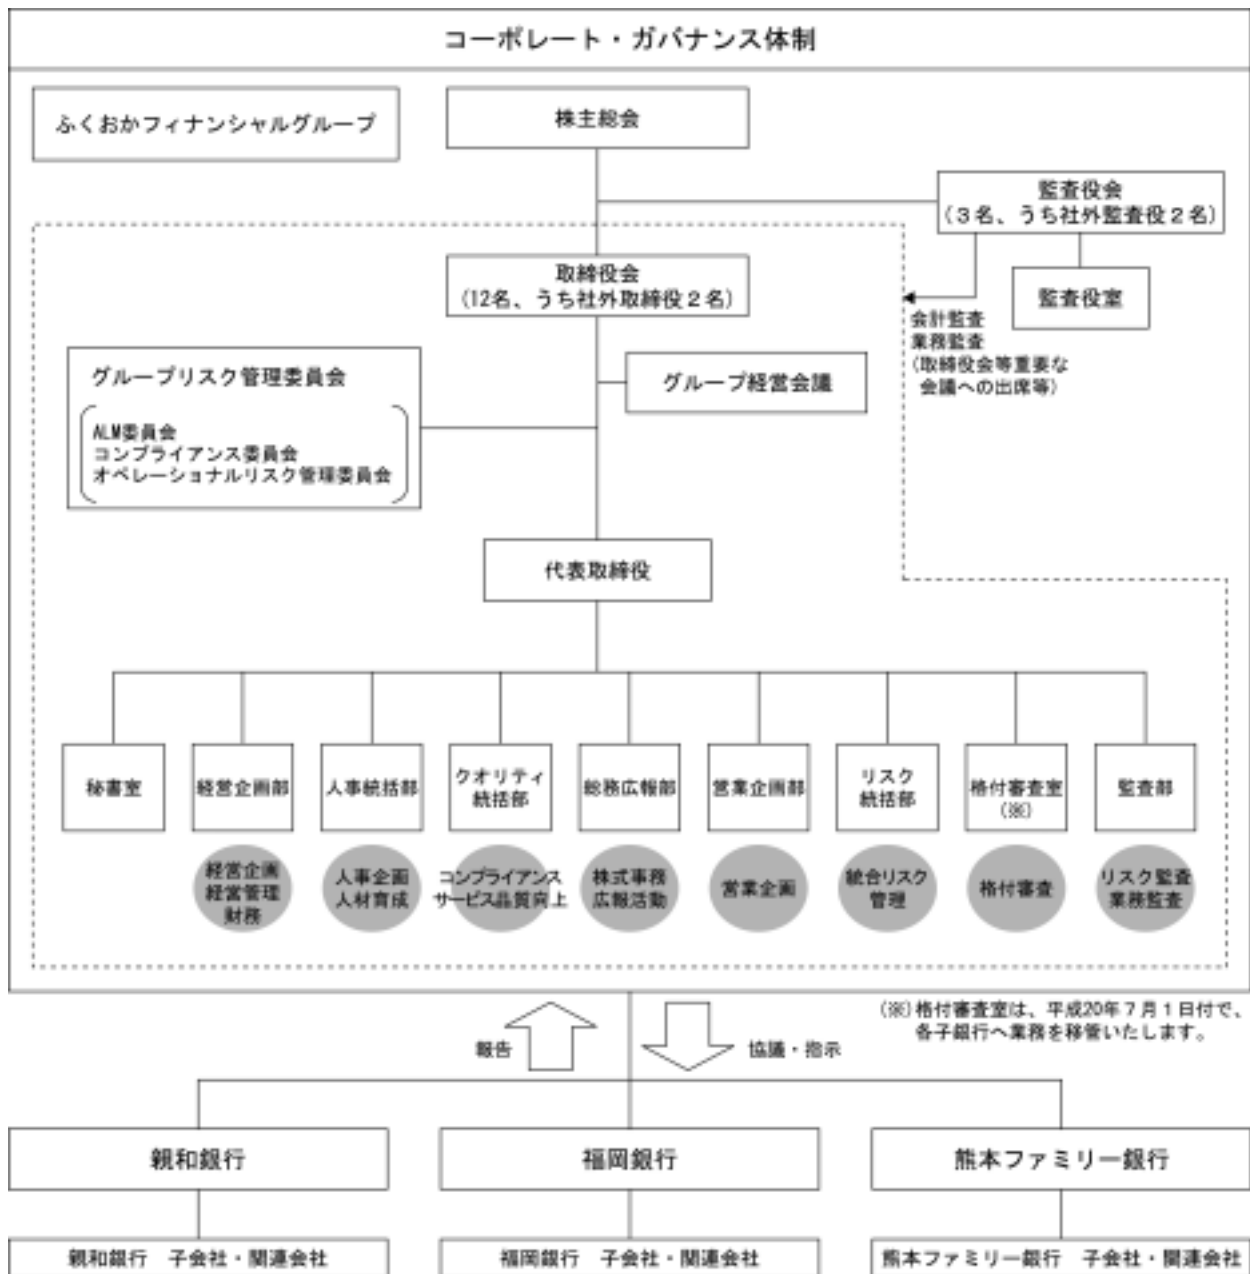 コーポレート・ガバナンス体制
ふくおかフィナンシャルグループ
株主総会
監査役会
(３名、うち社外監査役２名)
取締役会
(12名、うち社外取締役２名)
監査役室
会計監査
業務監査
(取締役会等重要な
会議への出席等)
グループリスク管理委員会
ALM委員会
コンプライアンス委員会
オペレーショナルリスク管理委員会
グループ経営会議
代表取締役
秘書室
経営企画部
人事統括部
クオリティ
統括部
総務広報部
営業企画部
リスク
統括部
格付審査室
(※)
監査部
経営企画
経営管理
財務
人事企画
人材育成
コンプライアンス
サービス品質向上
株式事務
広報活動
営業企画
統合リスク
管理
格付審査
リスク監査
業務監査
(※)格付審査室は、平成20年７月１日付で、
各子銀行へ業務を移管いたします。
報告
協議・指示
親和銀行
福岡銀行
熊本ファミリー銀行
親和銀行　子会社・関連会社
福岡銀行　子会社・関連会社
熊本ファミリー銀行　子会社・関連会社